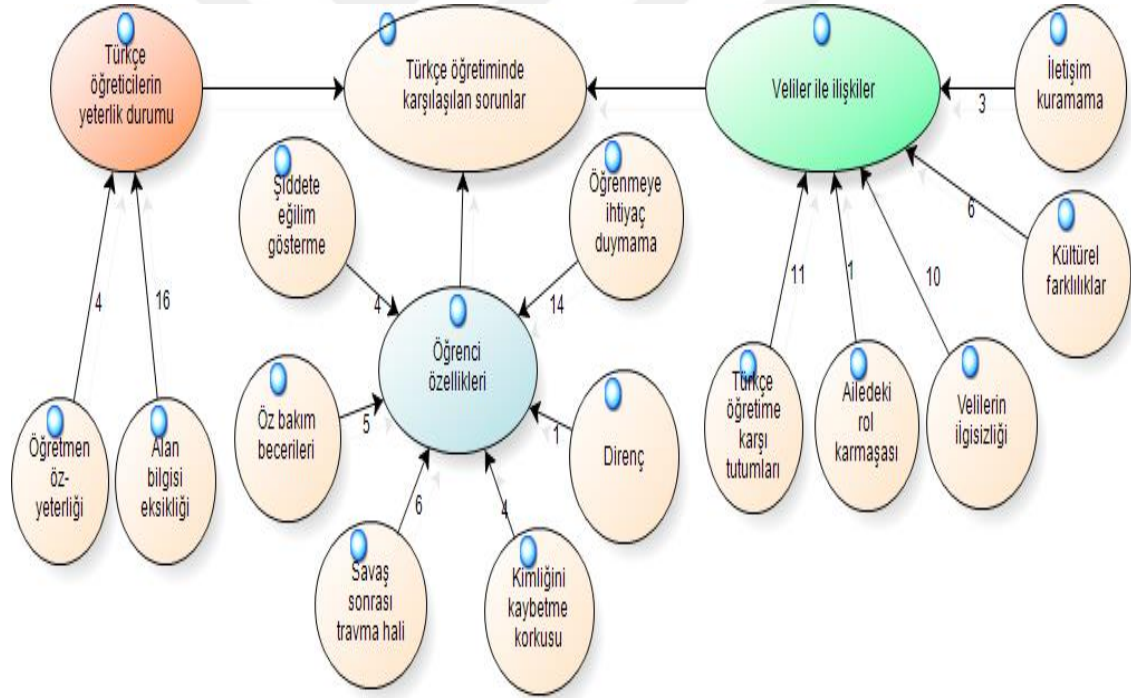 Türkçe
öğreticilerin
yeterlik durumu
Türkçe öğretiminde
karşılaşılan sorunlar
Veliler ile ilişkiler
İletişim
kuramama
3
Şiddete
eğilim
gösterme
Öğrenmeye
ihtiyaç
duymama
6
Kültürel
farklılıklar
4
16
4
14
11
1
10
Öğrenci
özellikleri
Öz bakım
becerileri
5
1
Direnç
Türkçe
öğretime
karşı
tutumları
Ailedeki
rol
karmaşası
Velilerin
ilgisizliği
Öğretmen
öz-
yeterliği
Alan
bilgisi
eksikliği
6
4
Savaş
sonrası
travma hali
Kimliğini
kaybetme
korkusu